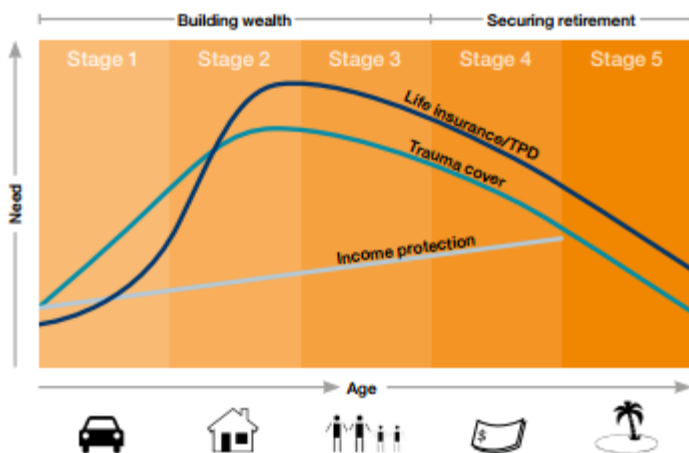 Building wealth
Securing retirement
Stage 1
Stage 2
Stage 3
Stage 4
Stage 5
Life insurance/TPD
Trauma cover
Income protection
Need
Age
$